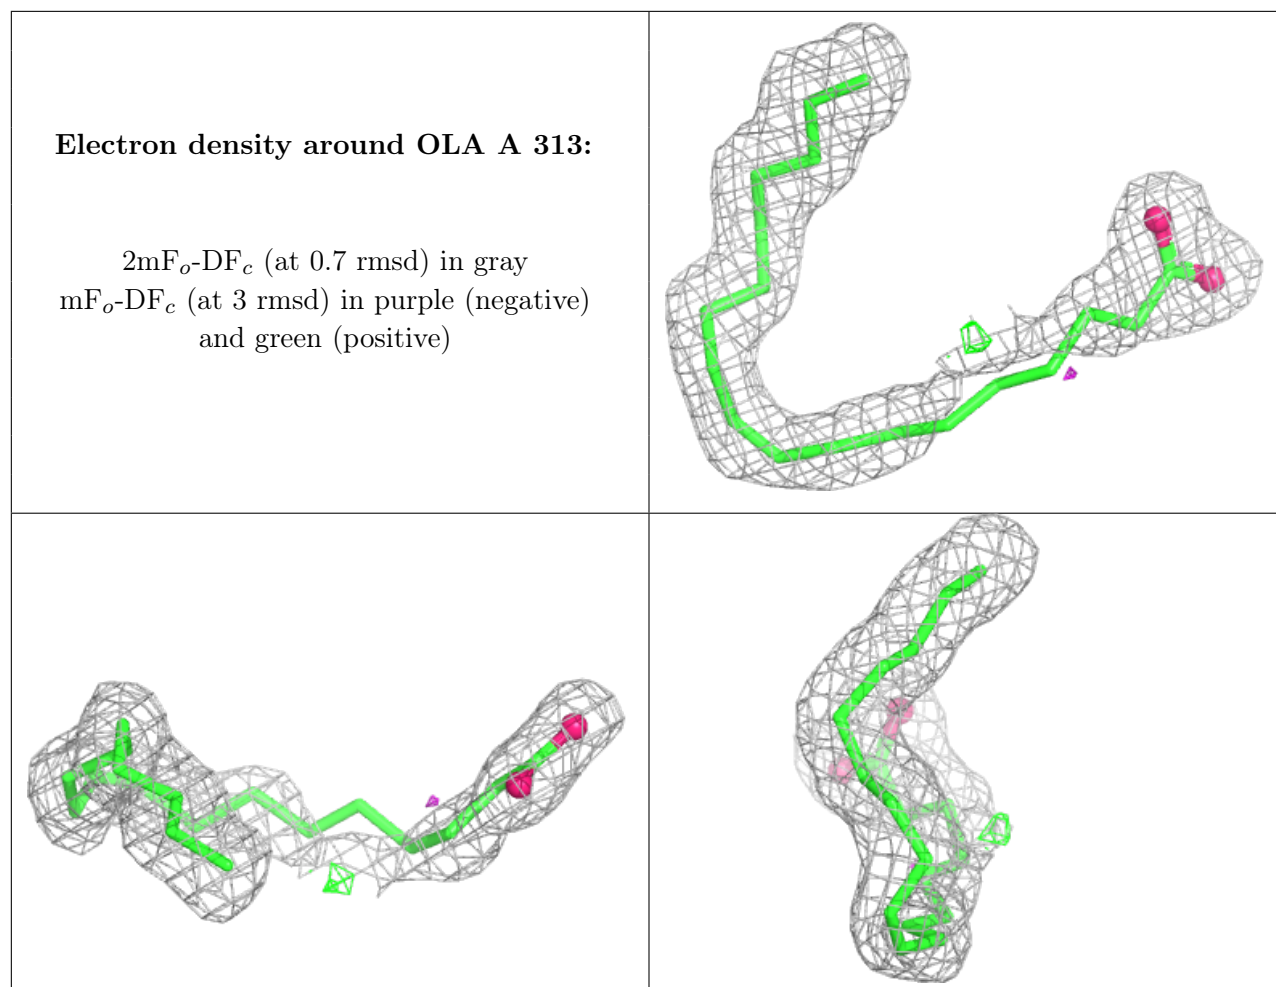 Electron density around OLA A 313:
2mFo-DFc (at 0.7 rmsd) in gray
mFo-DFc (at 3 rmsd) in purple (negative)
and green (positive)